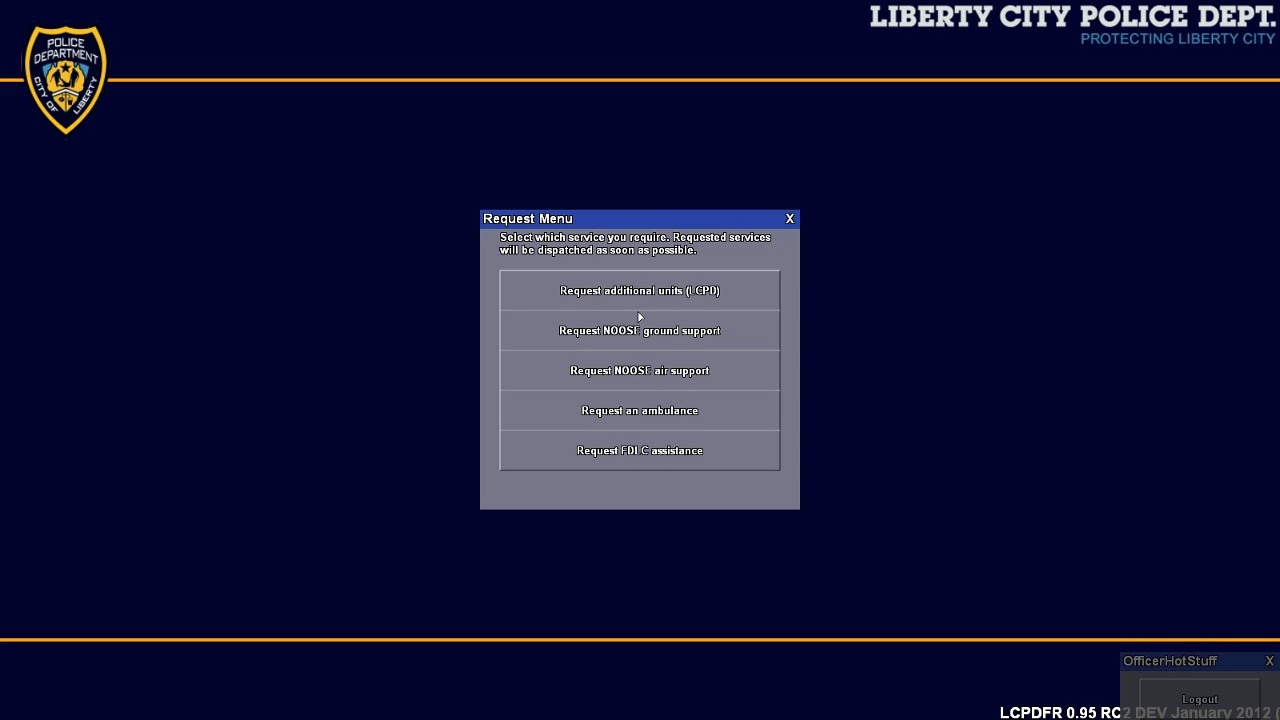 LIBERTY CITY POLICE DEPT.
PROTECTING LIBERTY CITY
POLICE
DEPARTMENT
CITY OF LIBERTY
Request Menu X
Select which service you require. Requested services
will be dispatched as soon as possible.
Request additional units (LCPD)
Request NOOSE ground support
Request NOOSE air support
Request an ambulance
Request FDLC assistance
OfficerHotStuff X
Logout
LCPDFR 0.95 RC2 DEV January 2012 (